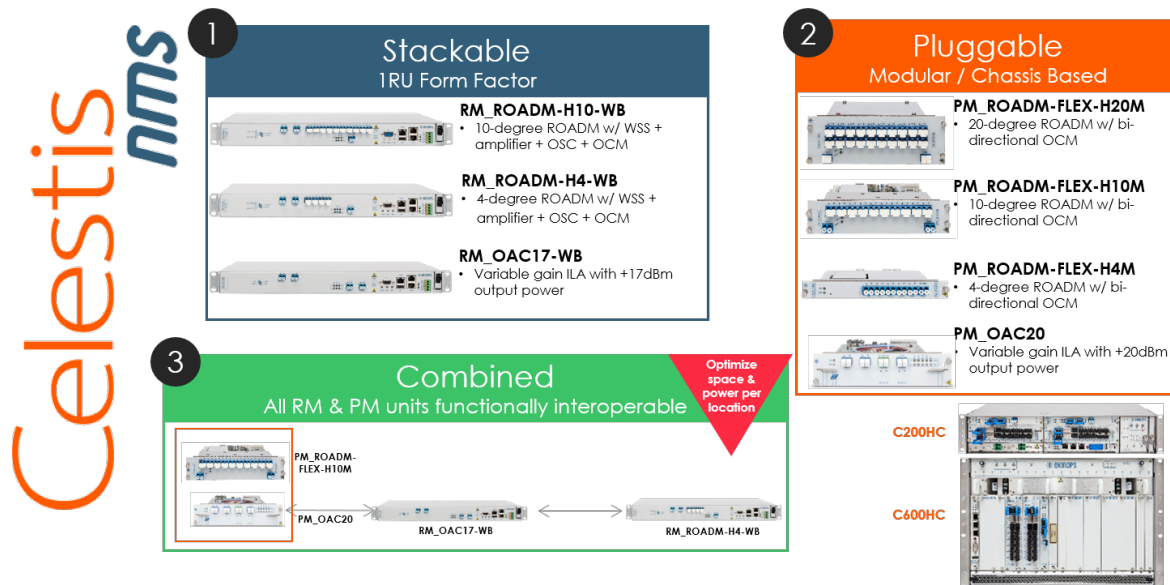 Celestis
nms
1
Stackable
1RU Form Factor
RM_ROADM-H10-WB
• 10-degree ROADM w/ WSS +
amplifier + OSC + OCM
RM_ROADM-H4-WB
• 4-degree ROADM w/ WSS +
amplifier + OSC + OCM
RM_OAC17-WB
• Variable gain ILA with +17dBm
output power
2
Pluggable
Modular / Chassis Based
PM_ROADM-FLEX-H20M
• 20-degree ROADM w/ bi-
directional OCM
PM_ROADM-FLEX-H10M
• 10-degree ROADM w/ bi-
directional OCM
PM_ROADM-FLEX-H4M
• 4-degree ROADM w/ bi-
directional OCM
PM_OAC20
• Variable gain ILA with +20dBm
output power
3
Combined
All RM & PM units functionally interoperable
Optimize
space &
power per
location
PM_ROADM-
FLEX-H10M
PM_OAC20
RM_OAC17-WB
RM_ROADM-H4-WB
C200HC
C600HC
ekinops